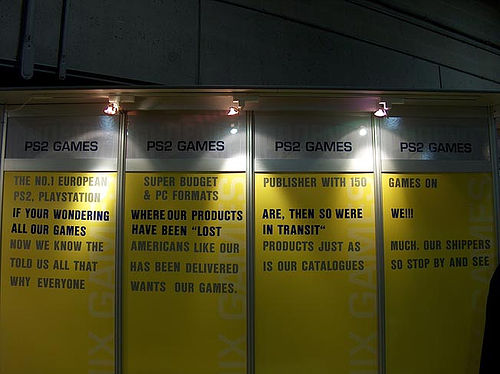 PS2 GAMES PS2 GAMES PS2 GAMES PS2 GAMES
THE NO.1 EUROPEAN SUPER BUDGET PUBLISHER WITH 150 GAMES ON
PS2, PLAYSTATION & PC FORMATS
IF YOUR WONDERING WHERE OUR PRODUCTS ARE, THEN SO WERE WE!!!
ALL OUR GAMES HAVE BEEN "LOST IN TRANSIT"
NOW WE KNOW THE AMERICANS LIKE OUR PRODUCTS JUST AS MUCH. OUR SHIPPERS
TOLD US ALL THAT HAS BEEN DELIVERED IS OUR CATALOGUES SO STOP BY AND SEE
WHY EVERYONE WANTS OUR GAMES.